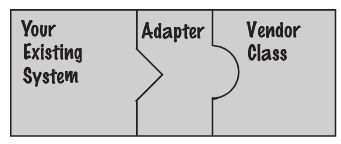 Your
Existing
System
Adapter
Vendor
Class